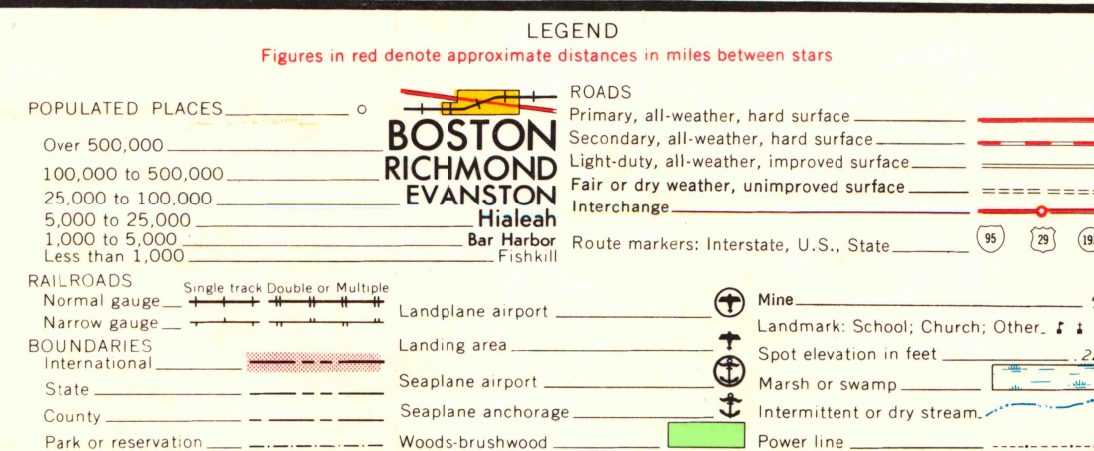 LEGEND
Figures in red denote approximate distances in miles between stars
POPULATED PLACES
Over 500,000 BOSTON
100,000 to 500,000 RICHMOND
25,000 to 100,000 EVANSTON
5,000 to 25,000 Hialeah
1,000 to 5,000 Bar Harbor
Less than 1,000 Fishkill
ROADS
Primary, all-weather, hard surface
Secondary, all-weather, hard surface
Light-duty, all-weather, improved surface
Fair or dry weather, unimproved surface
Interchange
Route markers: Interstate, U.S., State 95 29
RAILROADS
Single track Double or Multiple
Normal gauge
Narrow gauge
BOUNDARIES
International
State
County
Park or reservation
Landplane airport
Landing area
Seaplane airport
Seaplane anchorage
Woods-brushwood
Mine
Landmark: School; Church; Other
Spot elevation in feet
Marsh or swamp
Intermittent or dry stream
Power line